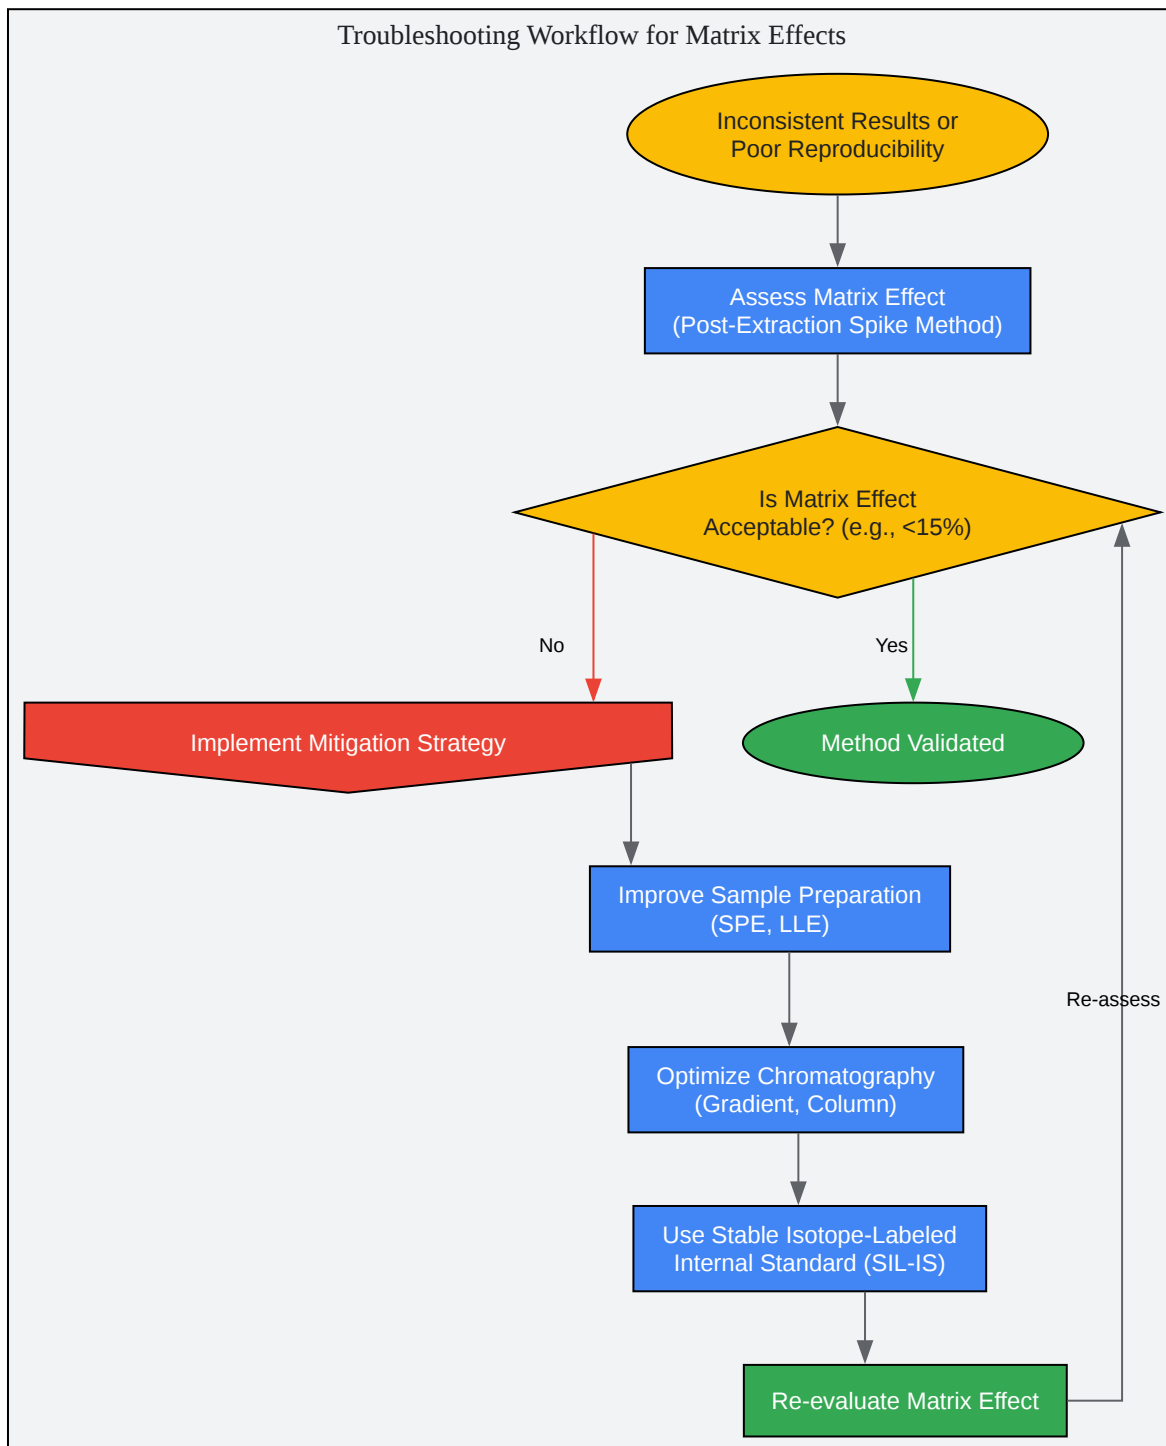 Troubleshooting Workflow for Matrix Effects
Inconsistent Results or
Poor Reproducibility
Assess Matrix Effect
(Post-Extraction Spike Method)
Is Matrix Effect
Acceptable? (e.g., <15%)
No
Yes
Implement Mitigation Strategy
Method Validated
Improve Sample Preparation
(SPE, LLE)
Re-assess
Optimize Chromatography
(Gradient, Column)
Use Stable Isotope-Labeled
Internal Standard (SIL-IS)
Re-evaluate Matrix Effect